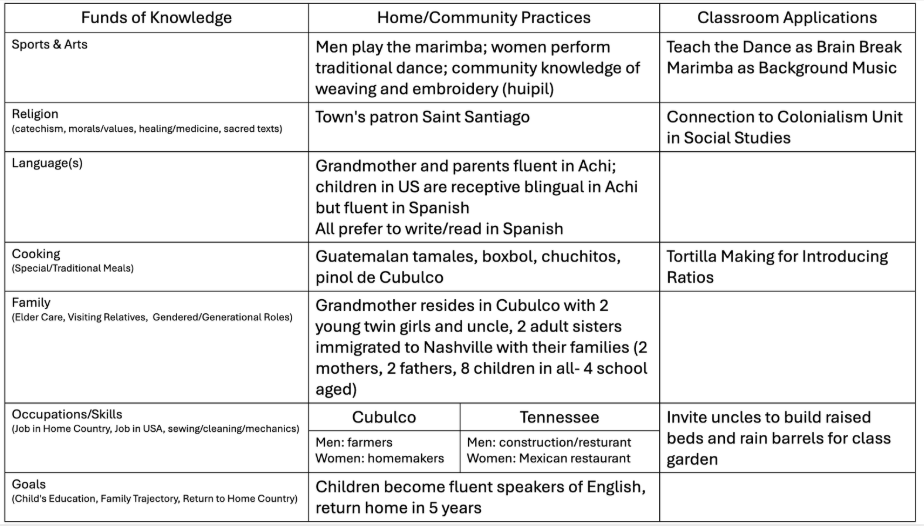 Funds of Knowledge
Home/Community Practices
Classroom Applications
Sports & Arts
Men play the marimba; women perform
traditional dance; community knowledge of
weaving and embroidery (huipil)
Teach the Dance as Brain Break
Marimba as Background Music
Religion
(catechism, morals/values, healing/medicine, sacred texts)
Town's patron Saint Santiago
Connection to Colonialism Unit
in Social Studies
Language(s)
Grandmother and parents fluent in Achi;
children in US are receptive blingual in Achi
but fluent in Spanish
All prefer to write/read in Spanish
Cooking
(Special/Traditional Meals)
Guatemalan tamales, boxbol, chuchitos,
pinol de Cubulco
Tortilla Making for Introducing
Ratios
Family
(Elder Care, Visiting Relatives, Gendered/Generational Roles)
Grandmother resides in Cubulco with 2
young twin girls and uncle, 2 adult sisters
immigrated to Nashville with their families (2
mothers, 2 fathers, 8 children in all- 4 school
aged)
Occupations/Skills
(Job in Home Country, Job in USA, sewing/cleaning/mechanics)
Cubulco
Men: farmers
Women: homemakers
Tennessee
Men: construction/resturant
Women: Mexican restaurant
Invite uncles to build raised
beds and rain barrels for class
garden
Goals
(Child's Education, Family Trajectory, Return to Home Country)
Children become fluent speakers of English,
return home in 5 years